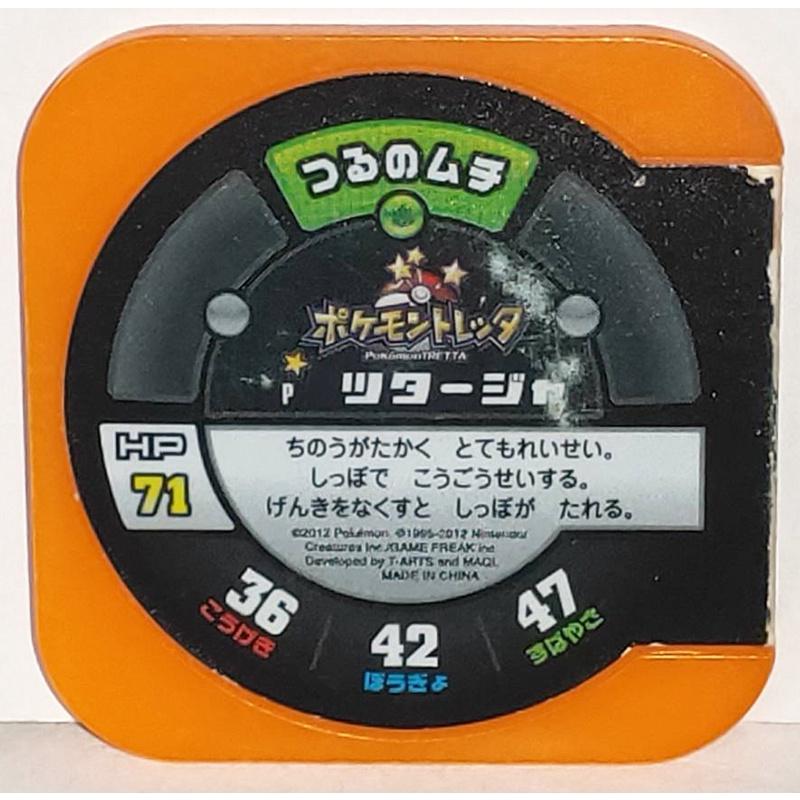 つるのムチ
ポケモントレッタ
PokémonTRETTA
P ツタージャ
HP
71
ちのうがたかく とてもれいせい。
しっぽで こうごうせいする。
げんきをなくすと しっぽが たれる。
©2012 Pokémon. ©1995-2012 Nintendo/
Creatures Inc./GAME FREAK inc.
Developed by T-ARTS and MAQL
MADE IN CHINA
36
こうげき
42
ぼうぎょ
47
すばやさ